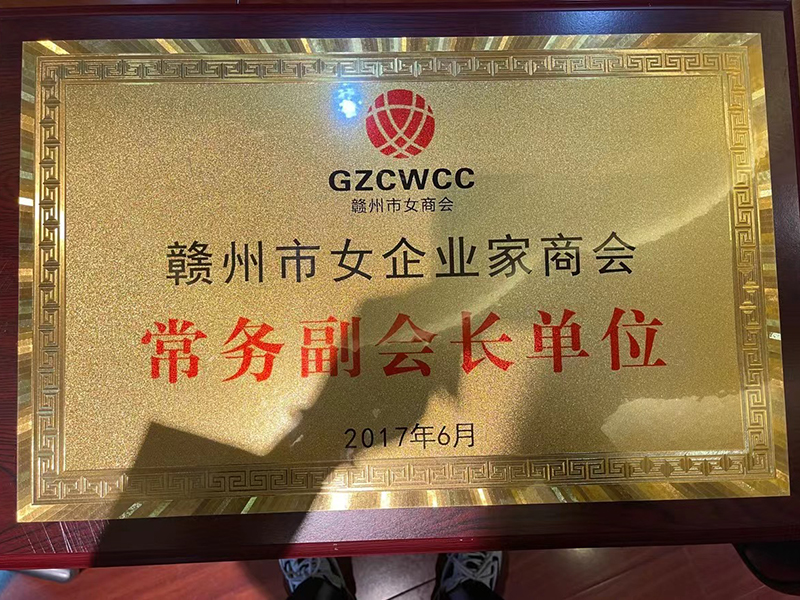 GZCWCC
赣州市女商会
赣州市女企业家商会
常务副会长单位
2017年6月